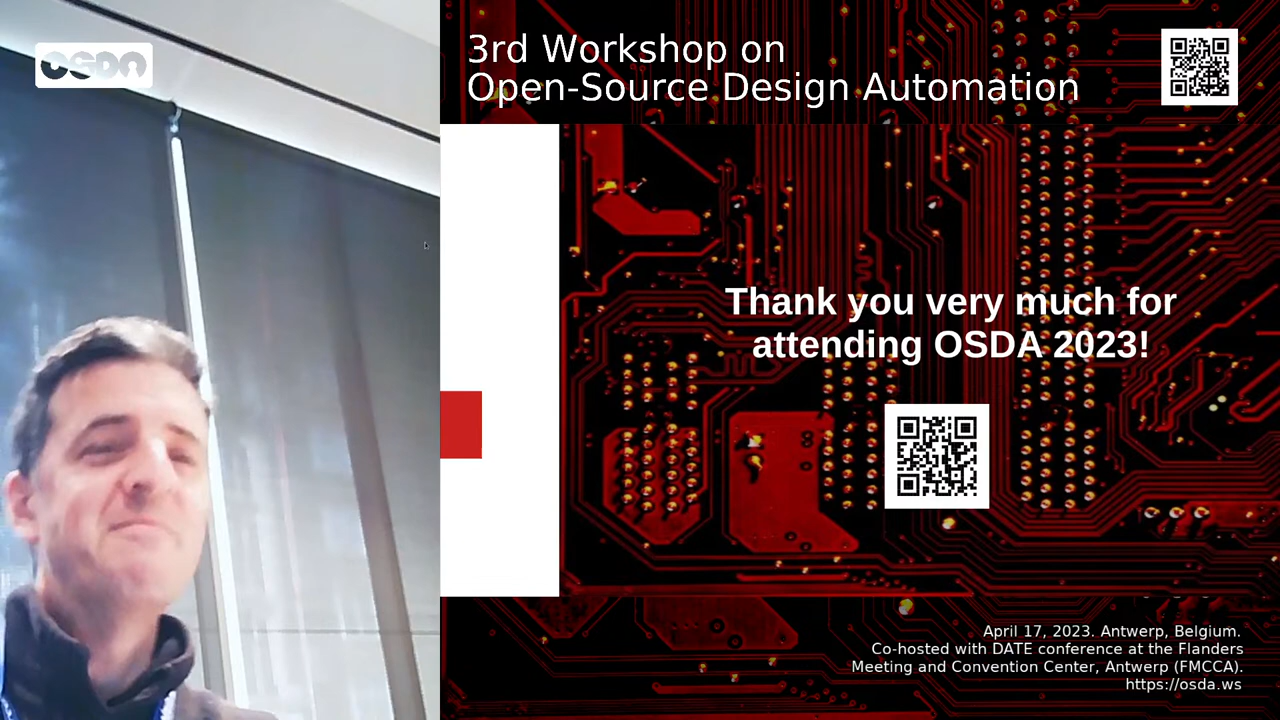 OSDA
3rd Workshop on
Open-Source Design Automation
Thank you very much for
attending OSDA 2023!
April 17, 2023. Antwerp, Belgium.
Co-hosted with DATE conference at the Flanders
Meeting and Convention Center, Antwerp (FMCCA).
https://osda.ws